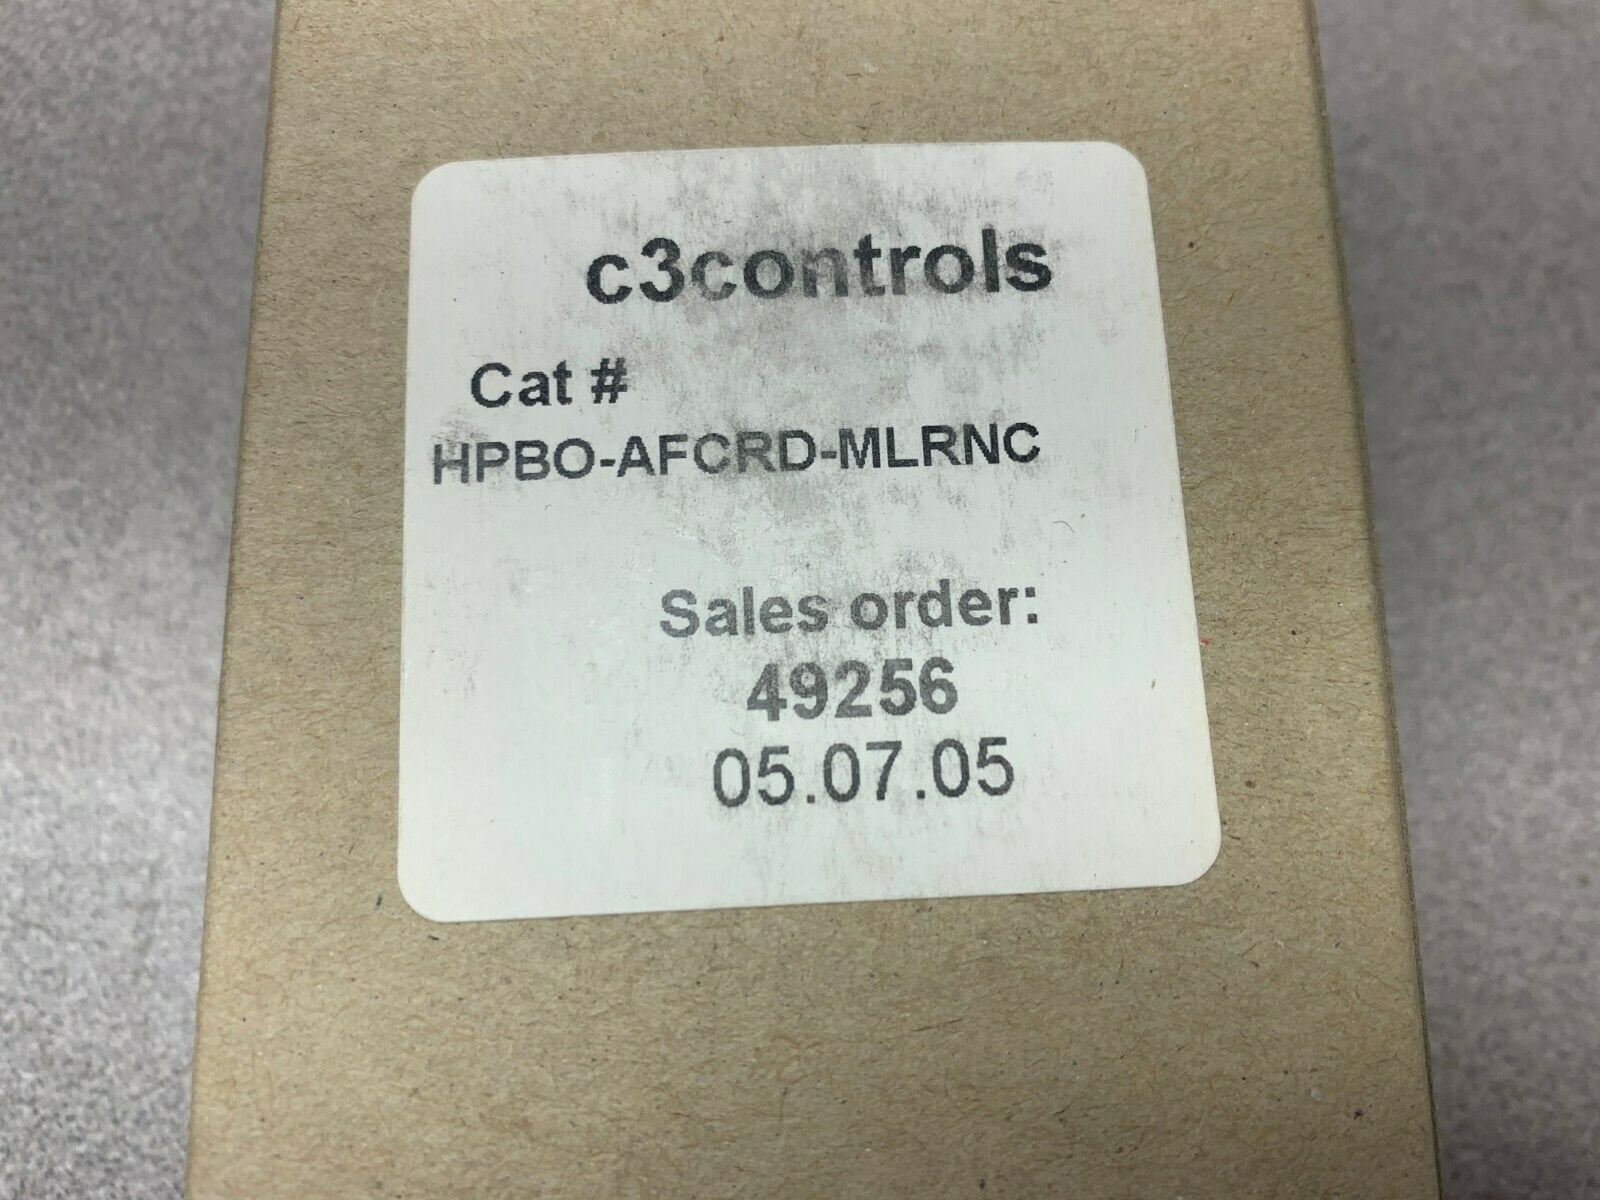 c3controls
Cat #
HPBO-AFCRD-MLRNC
Sales order:
49256
05.07.05